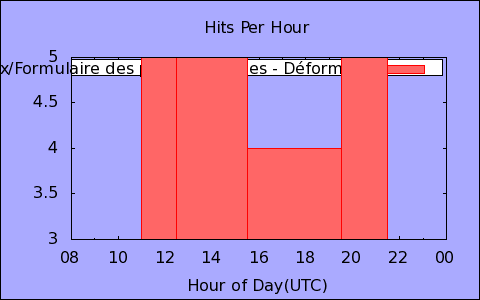 Hits Per Hour
5
x/Formulaire des p es - Déform
4.5
4
3.5
3
08 10 12 14 16 18 20 22 00
Hour of Day(UTC)